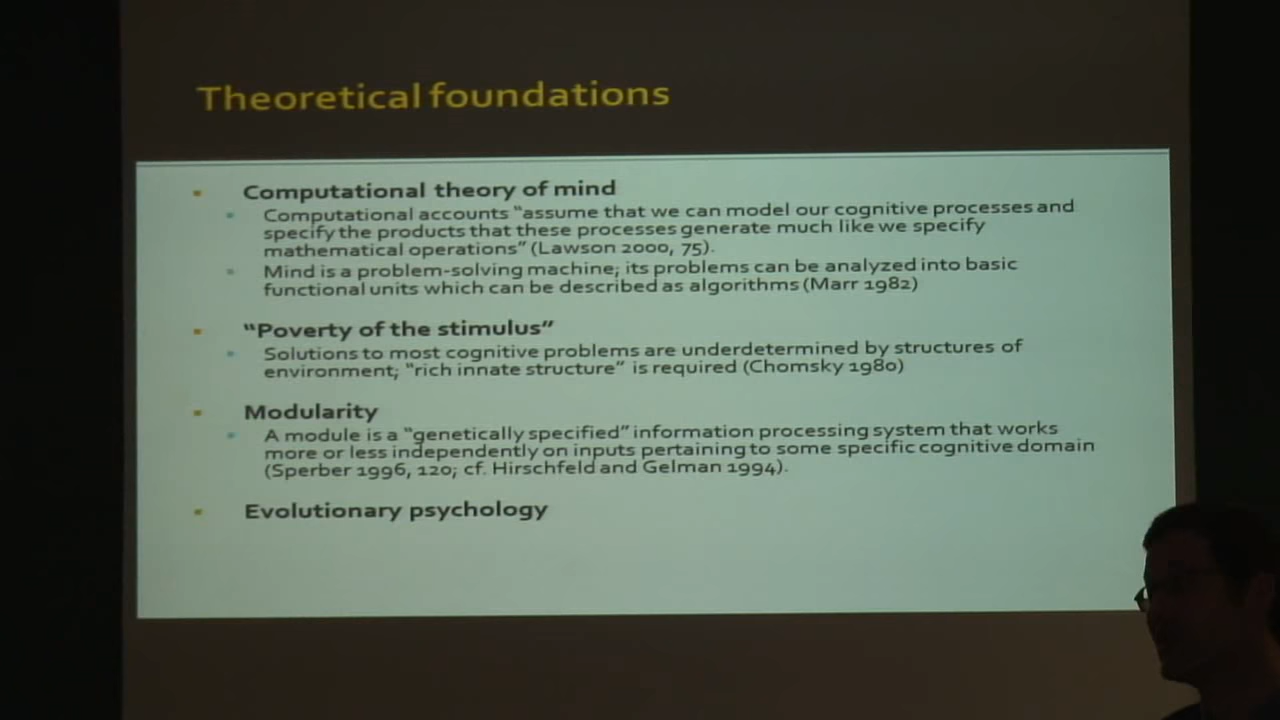 Theoretical foundations
Computational theory of mind
Computational accounts "assume that we can model our cognitive processes and
specify the products that these processes generate much like we specify
mathematical operations" (Lawson 2000, 75).
Mind is a problem-solving machine; its problems can be analyzed into basic
functional units which can be described as algorithms (Marr 1982)
"Poverty of the stimulus"
Solutions to most cognitive problems are underdetermined by structures of
environment; "rich innate structure" is required (Chomsky 1980)
Modularity
A module is a "genetically specified" information processing system that works
more or less independently on inputs pertaining to some specific cognitive domain
(Sperber 1996, 120; cf. Hirschfeld and Gelman 1994).
Evolutionary psychology